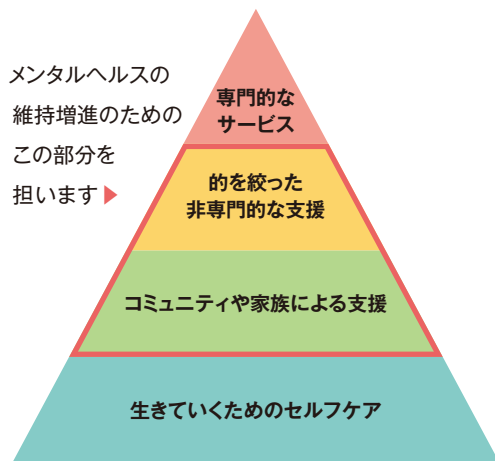 メンタルヘルスの
維持増進のための
この部分を
担います▶
専門的な
サービス
的を絞った
非専門的な支援
コミュニティや家族による支援
生きていくためのセルフケア